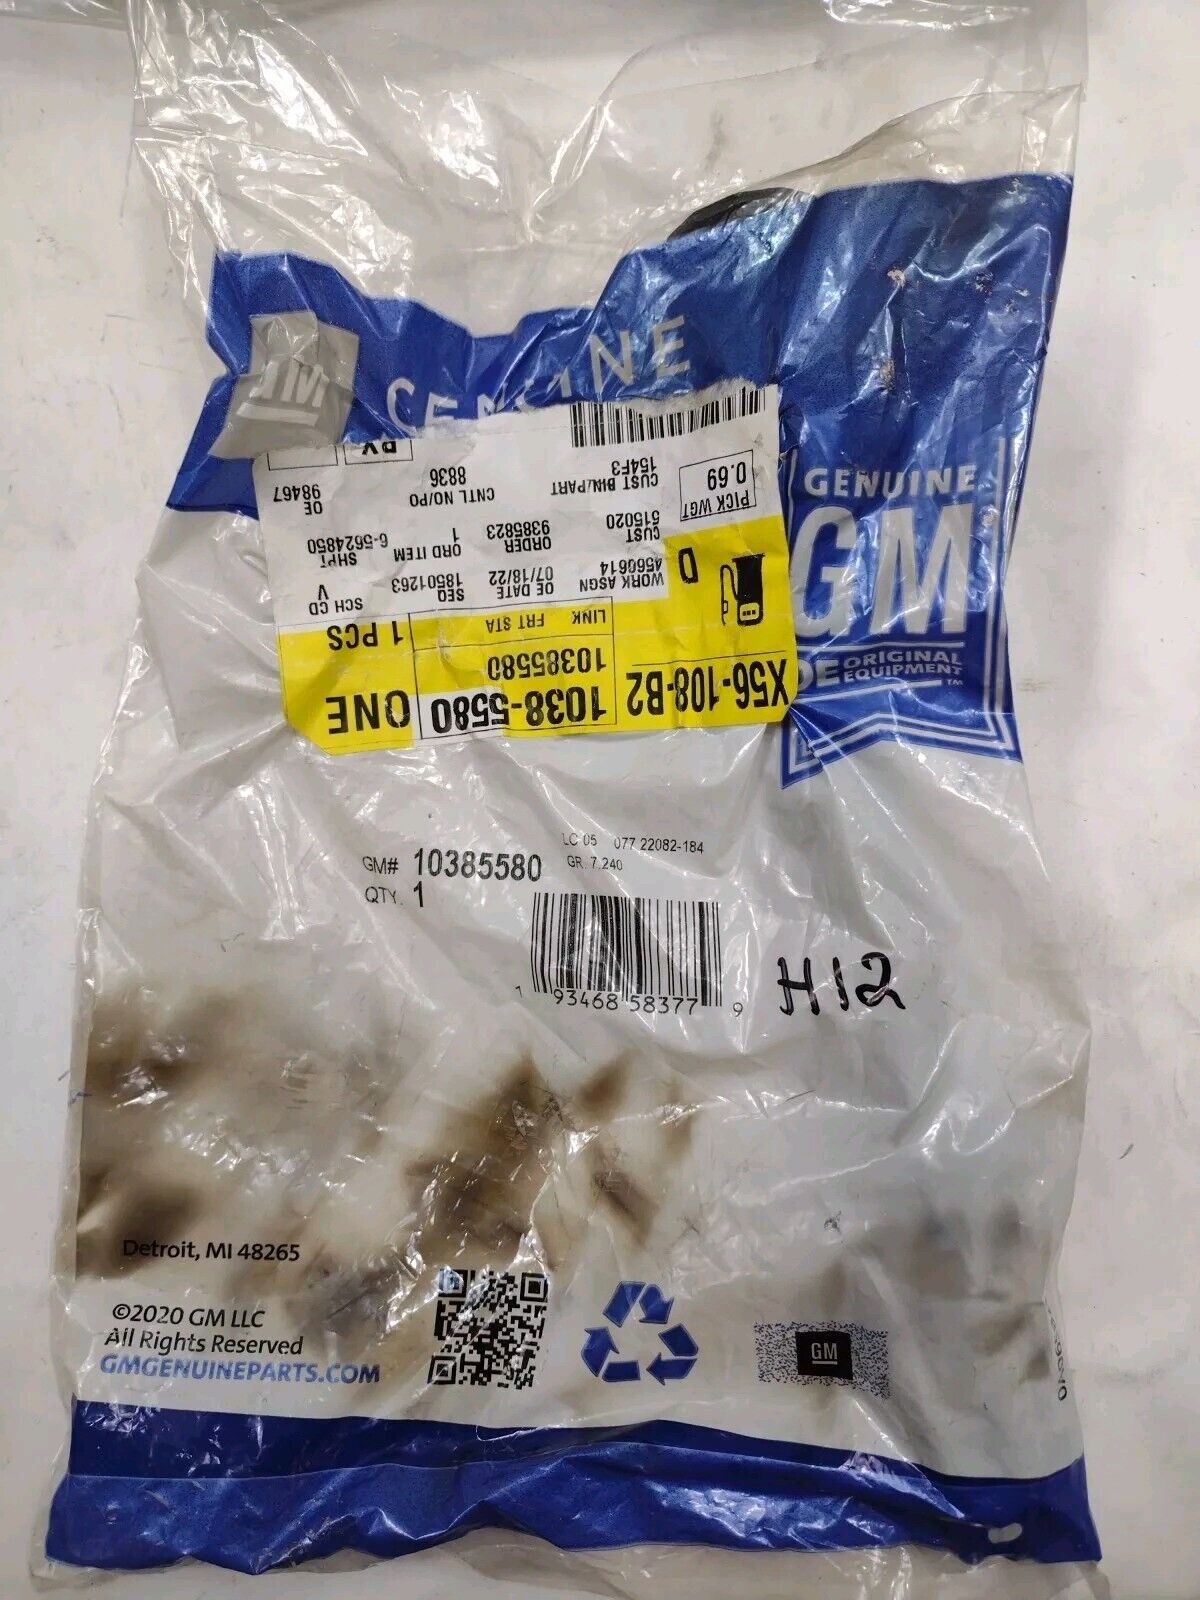 GM
GENUINE
GENUINE
GM
OE ORIGINAL EQUIPMENT™
X56-108-B2
1038-5580
ONE
10385580
LINK FRT STA
1 PCS
D
WORK ASGN
4560614
OE DATE
07/18/22
SEQ
18501263
SCH CD
V
CUST
515020
ORDER
9385823
ORD ITEM
1
SHPT
6-5624850
PICK WGT
0.69
CUST BIN/PART
154F3
CNTL NO/PO
8836
OE
98467
LC 05 077 22082-184
GM# 10385580 GR. 7.240
QTY. 1
1 93468 58377 9
H12
Detroit, MI 48265
©2020 GM LLC
All Rights Reserved
GMGENUINEPARTS.COM
GM